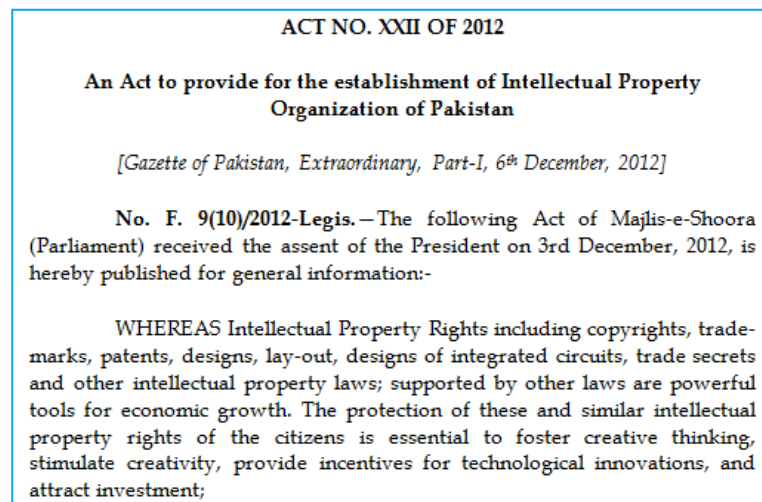 ACT NO. XXII OF 2012
An Act to provide for the establishment of Intellectual Property
Organization of Pakistan
[Gazette of Pakistan, Extraordinary, Part-I, 6th December, 2012]
No. F. 9(10)/2012-Legis.—The following Act of Majlis-e-Shoora
(Parliament) received the assent of the President on 3rd December, 2012, is
hereby published for general information:-
WHEREAS Intellectual Property Rights including copyrights, trade-
marks, patents, designs, lay-out, designs of integrated circuits, trade secrets
and other intellectual property laws; supported by other laws are powerful
tools for economic growth. The protection of these and similar intellectual
property rights of the citizens is essential to foster creative thinking,
stimulate creativity, provide incentives for technological innovations, and
attract investment;